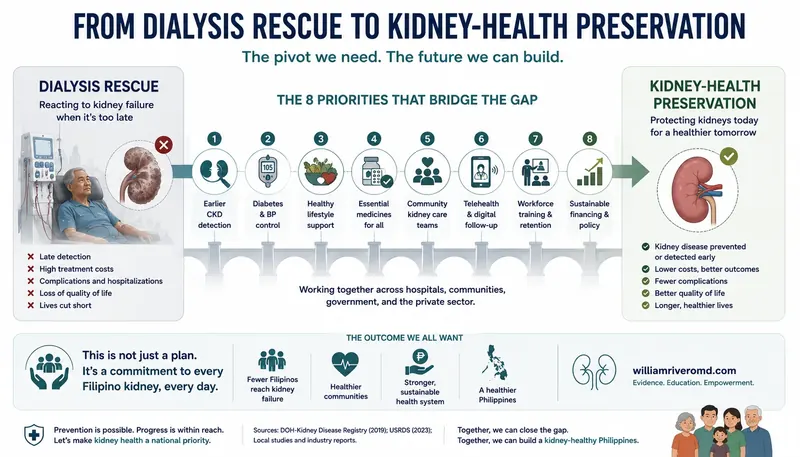 FROM DIALYSIS RESCUE TO KIDNEY-HEALTH PRESERVATION
The pivot we need. The future we can build.
DIALYSIS RESCUE
Reacting to kidney failure
when it's too late
Late detection
High treatment costs
Complications and hospitalizations
Loss of quality of life
Lives cut short
THE 8 PRIORITIES THAT BRIDGE THE GAP
1
Earlier
CKD
detection
2
105
Diabetes
& BP
control
3
Healthy
lifestyle
support
4
Essential
medicines
for all
5
Community
kidney care
teams
6
Telehealth
& digital
follow-up
7
Workforce
training &
retention
8
Sustainable
financing &
policy
Working together across hospitals, communities,
government, and the private sector.
KIDNEY-HEALTH
PRESERVATION
Protecting kidneys today
for a healthier tomorrow
Kidney disease prevented
or detected early
Lower costs, better outcomes
Fewer complications
Better quality of life
Longer, healthier lives
This is not just a plan.
It's a commitment to every
Filipino kidney, every day.
THE OUTCOME WE ALL WANT
Fewer Filipinos
reach kidney
failure
Healthier
communities
₱
Stronger,
sustainable
health system
A healthier
Philippines
williamriveromd.com
Evidence. Education. Empowerment.
Prevention is possible. Progress is within reach.
Let's make kidney health a national priority.
Sources: DOH-Kidney Disease Registry (2019); USRDS (2023);
Local studies and industry reports.
Together, we can close the gap.
Together, we can build a kidney-healthy Philippines.